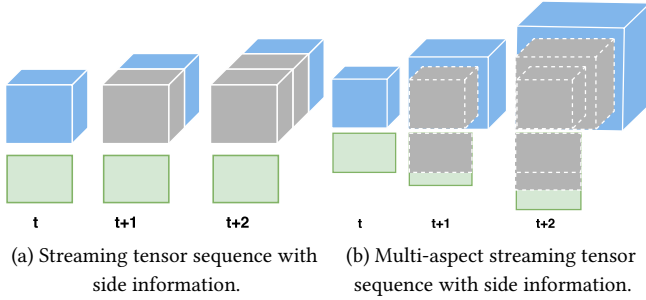 t t+1 t+2
t t+1 t+2
(a) Streaming tensor sequence with
side information.
(b) Multi-aspect streaming tensor
sequence with side information.